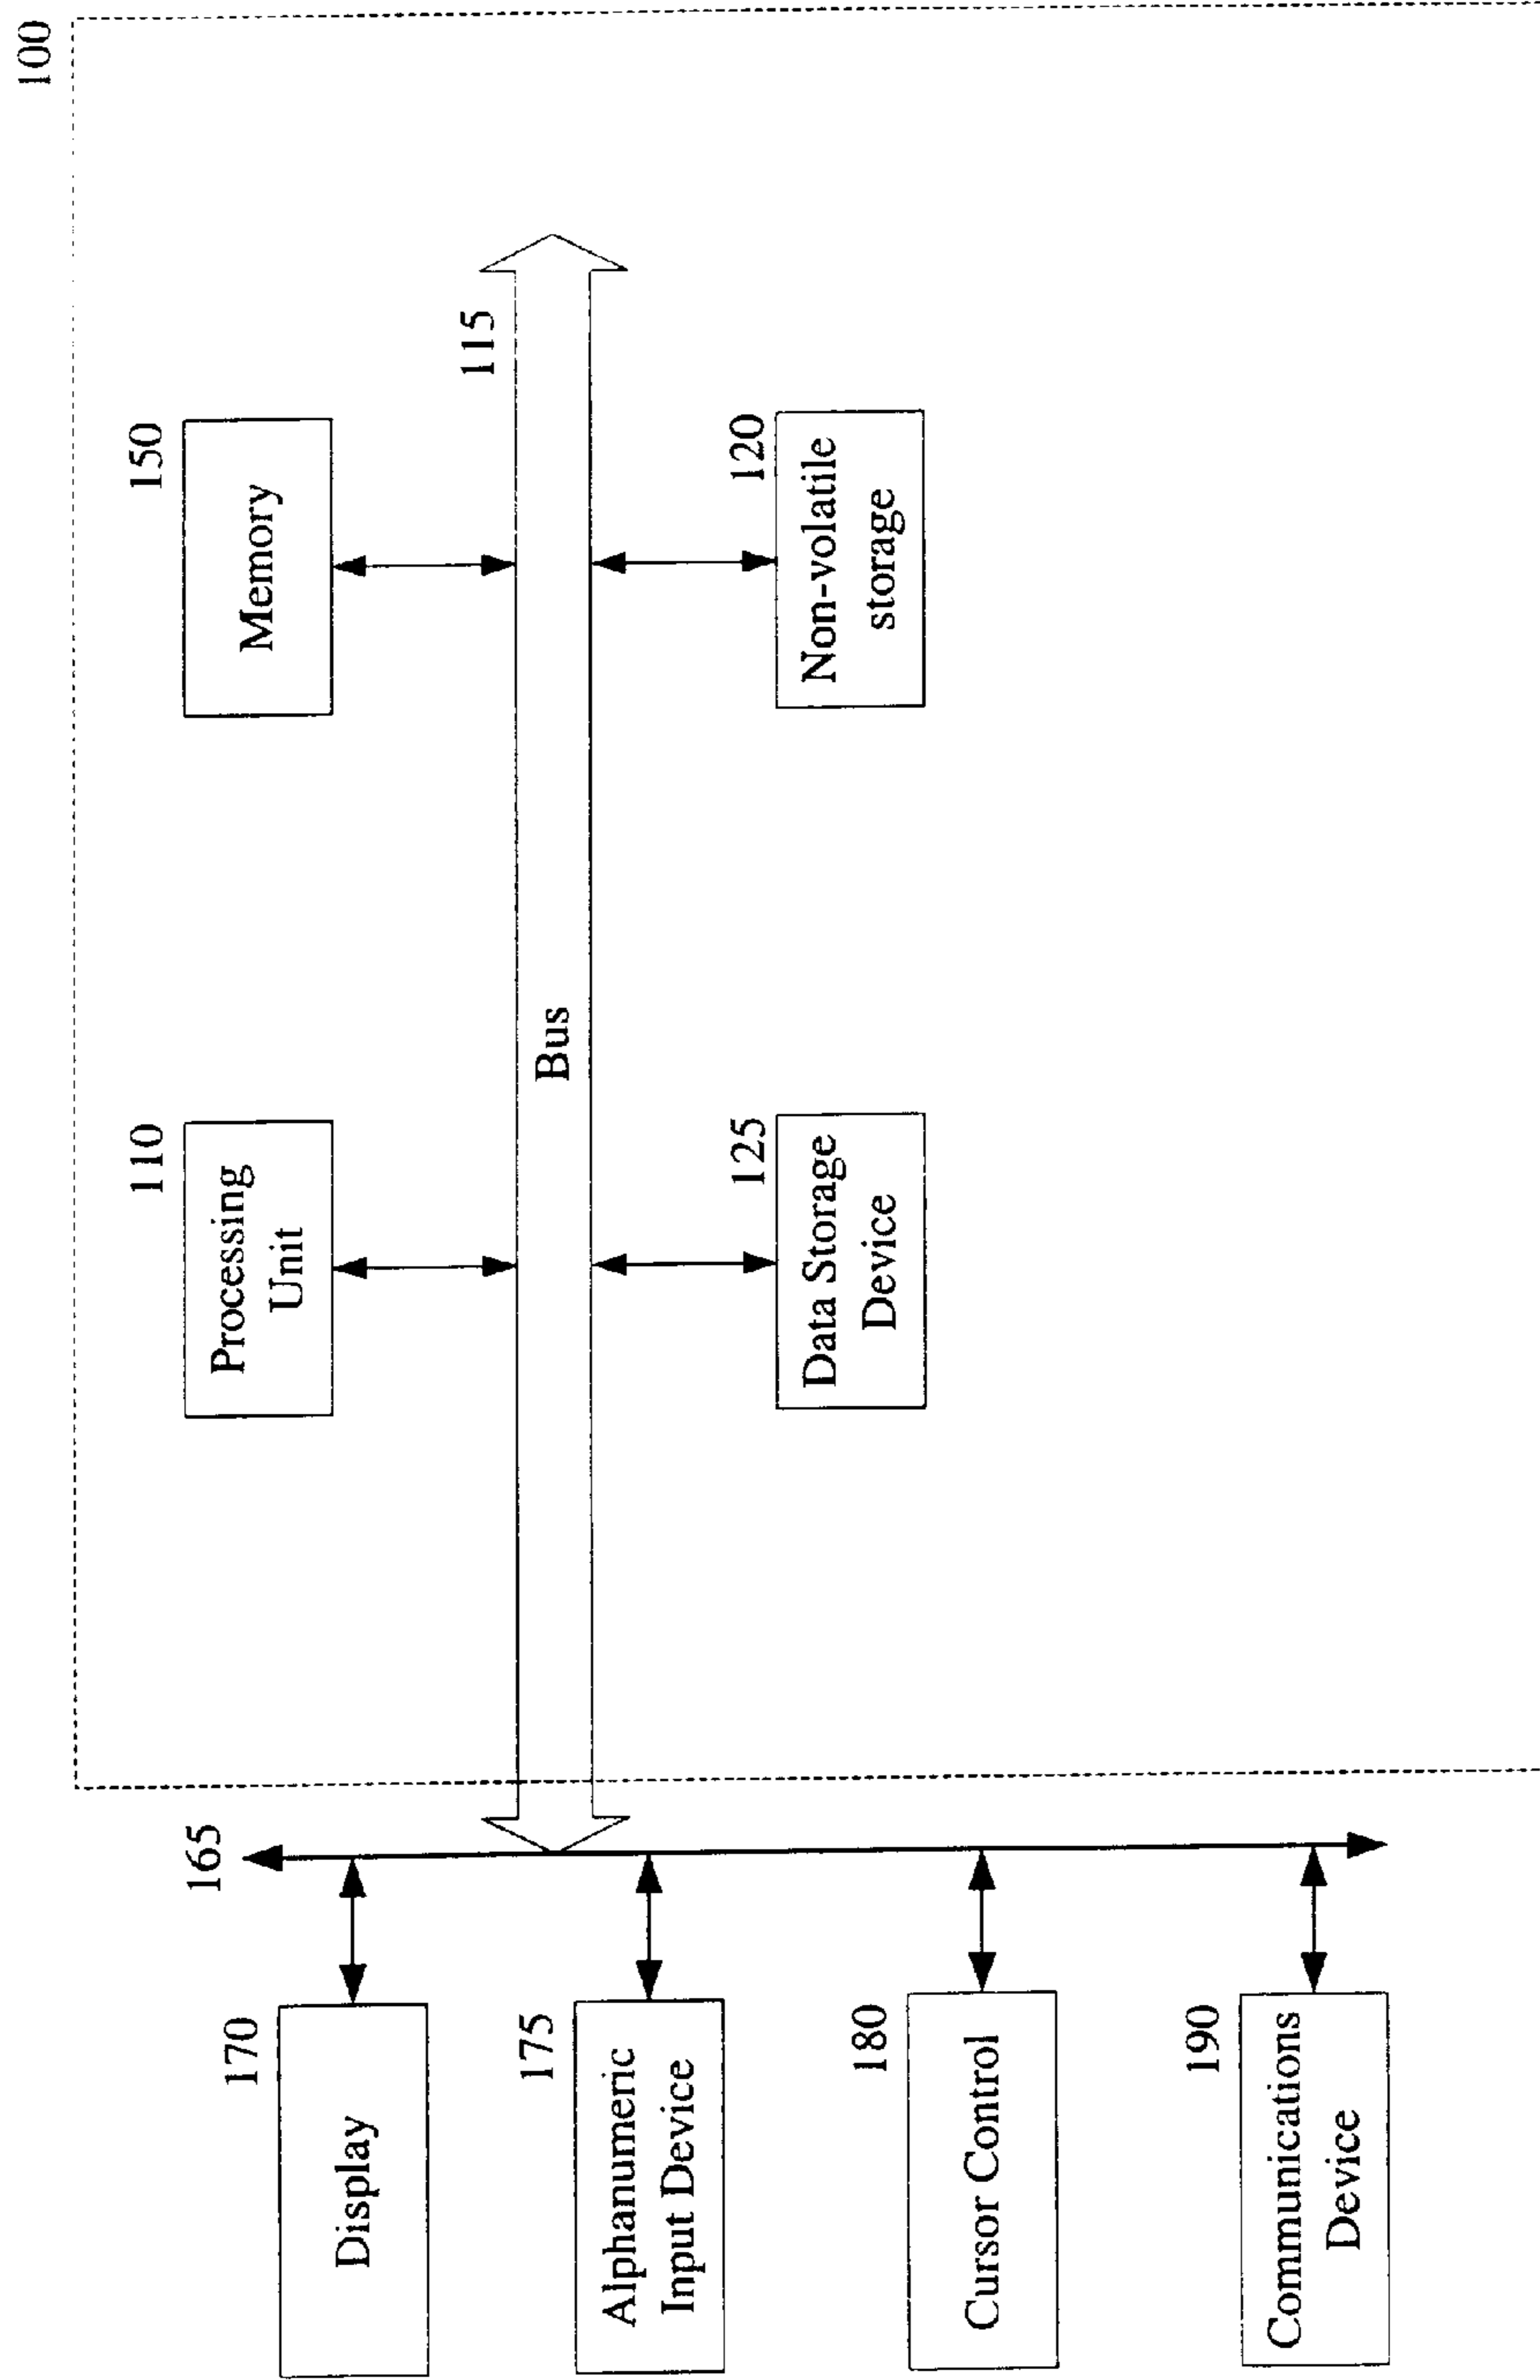 100
110
150
Processing
Unit
Memory
165
170
Display
115
Bus
175
Alphanumeric
Input Device
125
120
Data Storage
Device
Non-volatile
storage
180
Cursor Control
190
Communications
Device